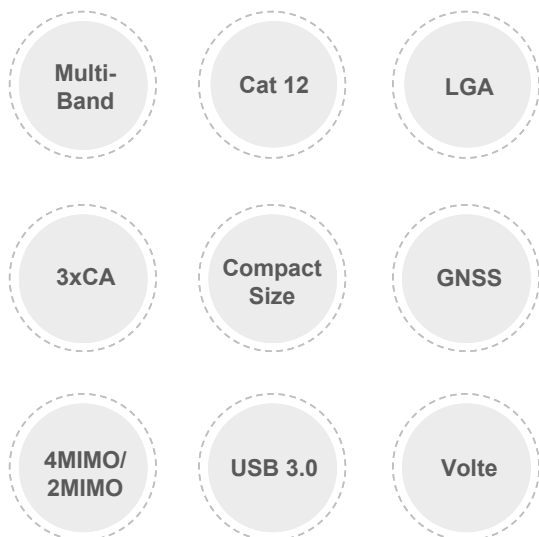 Multi-
Band
Cat 12
LGA
3xCA
Compact
Size
GNSS
4MIMO/
2MIMO
USB 3.0
Volte